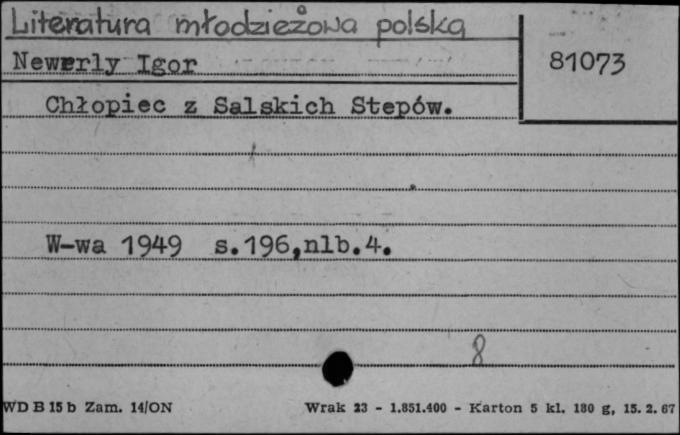 Literatura młodzieżowa polska
81073
Newerly Igor
Chłopiec z Salskich Stepów.
W-wa 1949 s.196,nlb.4.
8
WD B 15 b Zam. 14/ON
Wrak 23 - 1.851.400 - Karton 5 kl. 180 g, 15. 2. 67